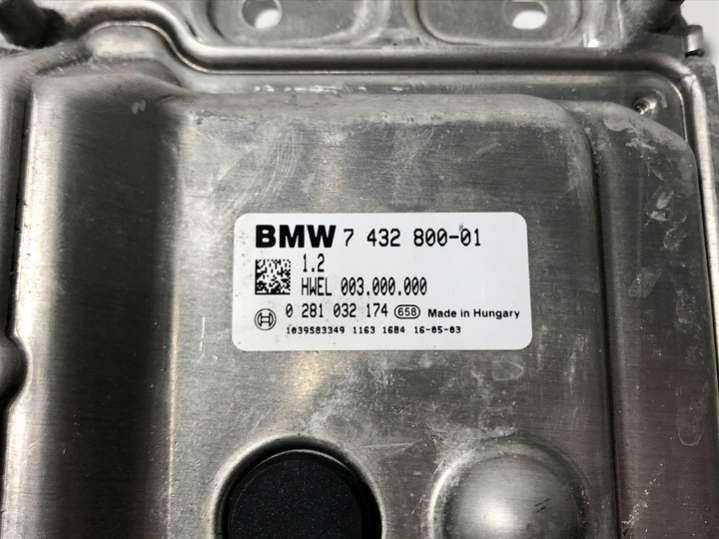 BMW 7 432 800-01
1.2
HWEL 003.000.000
0 281 032 174 658 Made in Hungary
1039S83349 1163 1684 16-05-03